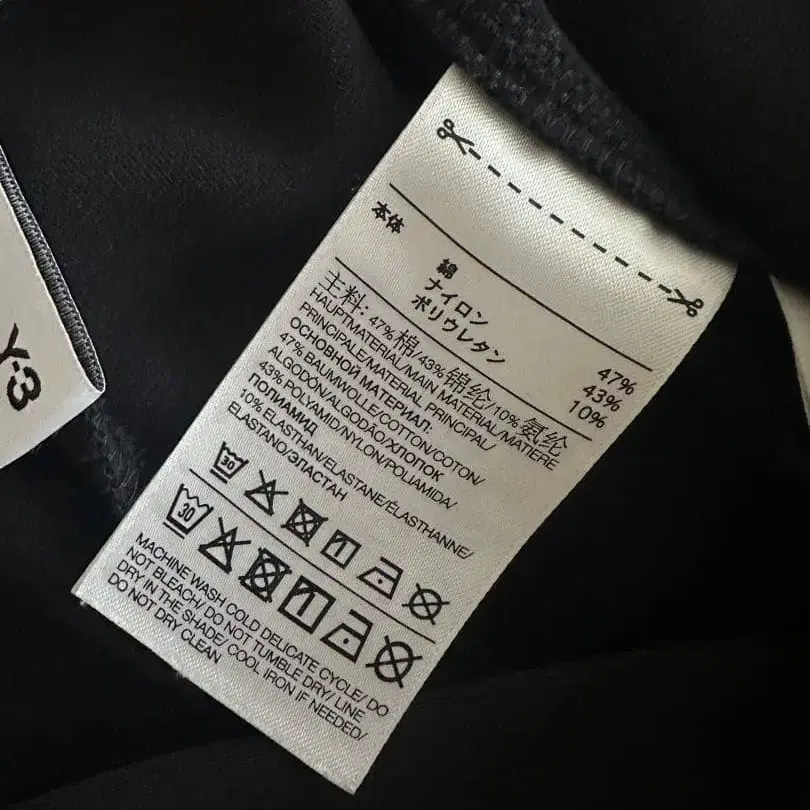 Y-3
本体
綿 47%
ナイロン 43%
ポリウレタン 10%
主料: 47%棉/43%锦纶/10%氨纶
HAUPTMATERIAL/MAIN MATERIAL/MATIÈRE
PRINCIPALE/MATERIAL PRINCIPAL/
ОСНОВНОЙ МАТЕРИАЛ:
47% BAUMWOLLE/COTTON/COTON/
ALGODÓN/ALGODÃO/ХЛОПОК
43% POLYAMID/NYLON/POLIAMIDA/
ПОЛИАМИД
10% ELASTHAN/ELASTANE/ÉLASTHANNE/
ELASTANO/ЭЛАСТАН
30
30
MACHINE WASH COLD DELICATE CYCLE/ DO
NOT BLEACH/ DO NOT TUMBLE DRY/ LINE
DRY IN THE SHADE/ COOL IRON IF NEEDED/
DO NOT DRY CLEAN